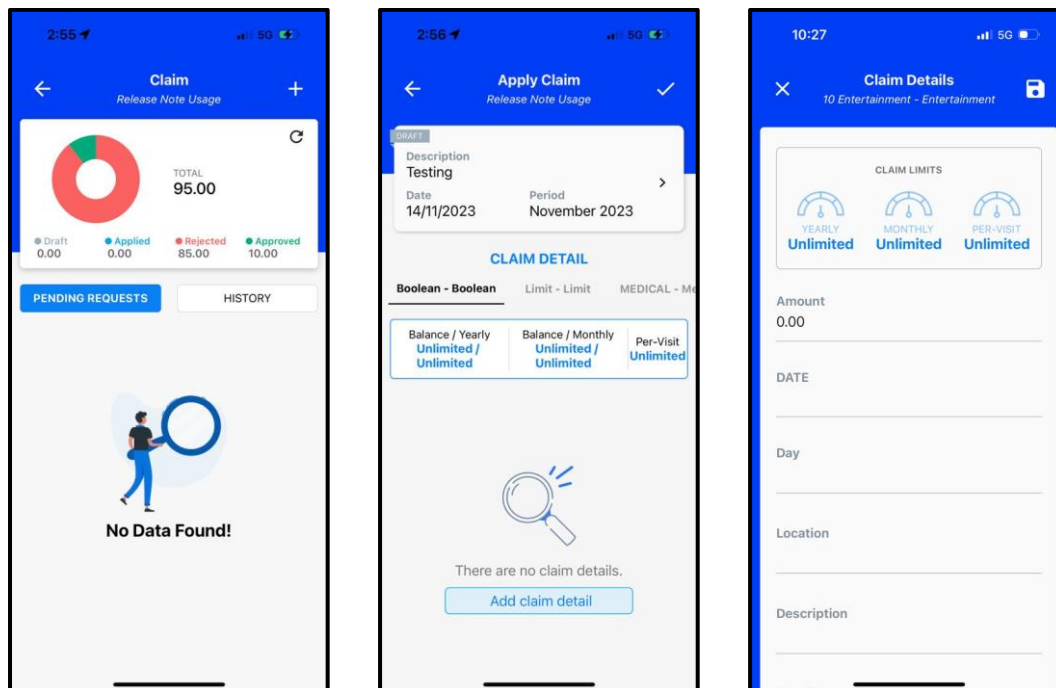 2:55
5G
Claim
Release Note Usage
TOTAL
95.00
Draft Applied Rejected Approved
0.00 0.00 85.00 10.00
PENDING REQUESTS HISTORY
No Data Found!
2:56
5G
Apply Claim
Release Note Usage
DRAFT
Description
Testing
Date Period
14/11/2023 November 2023
CLAIM DETAIL
Boolean - Boolean Limit - Limit MEDICAL - Me
Balance / Yearly Balance / Monthly Per-Visit
Unlimited / Unlimited / Unlimited
Unlimited Unlimited
There are no claim details.
Add claim detail
10:27
5G
Claim Details
10 Entertainment - Entertainment
CLAIM LIMITS
YEARLY MONTHLY PER-VISIT
Unlimited Unlimited Unlimited
Amount
0.00
DATE
Day
Location
Description